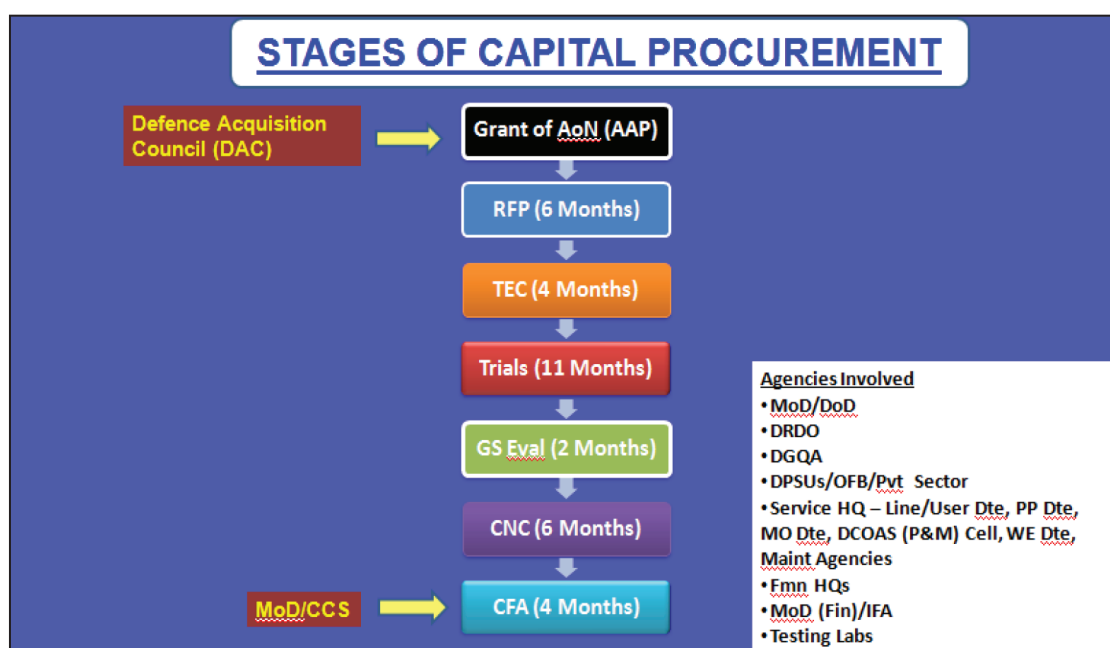 STAGES OF CAPITAL PROCUREMENT
Defence Acquisition
Council (DAC)
Grant of AoN (AAP)
RFP (6 Months)
TEC (4 Months)
Trials (11 Months)
GS Eval (2 Months)
CNC (6 Months)
MoD/CCS
CFA (4 Months)
Agencies Involved
•MoD/DoD
•DRDO
•DGQA
•DPSUs/OFB/Pvt Sector
•Service HQ – Line/User Dte, PP Dte,
MO Dte, DCOAS (P&M) Cell, WE Dte,
Maint Agencies
•Fmn HQs
•MoD (Fin)/IFA
•Testing Labs